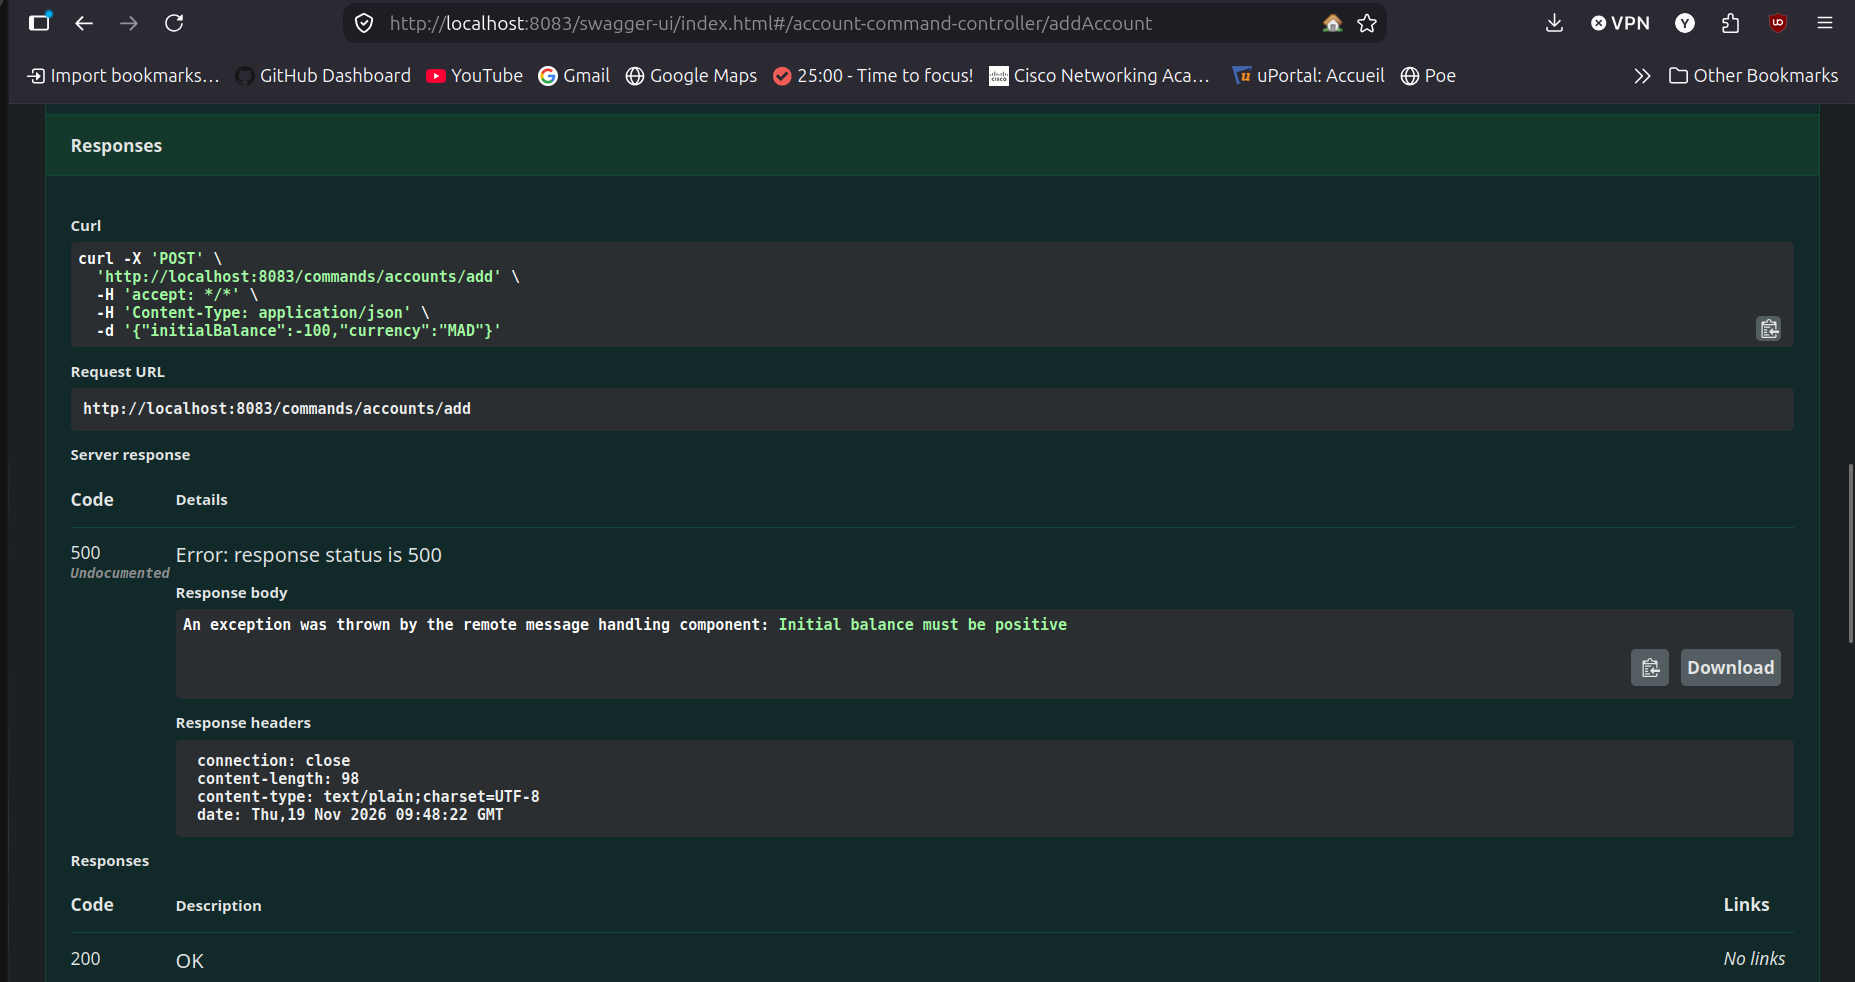 http://localhost:8083/swagger-ui/index.html#/account-command-controller/addAccount
VPN
Y
Import bookmarks...
GitHub Dashboard
YouTube
Gmail
Google Maps
25:00 - Time to focus!
Cisco Networking Aca...
uPortal: Accueil
Poe
Other Bookmarks
Responses
Curl
curl -X 'POST' \
'http://localhost:8083/commands/accounts/add' \
-H 'accept: */*' \
-H 'Content-Type: application/json' \
-d '{"initialBalance":-100,"currency":"MAD"}'
Request URL
http://localhost:8083/commands/accounts/add
Server response
Code Details
500 Error: response status is 500
Undocumented
Response body
An exception was thrown by the remote message handling component: Initial balance must be positive
Download
Response headers
connection: close
content-length: 98
content-type: text/plain;charset=UTF-8
date: Thu,19 Nov 2026 09:48:22 GMT
Responses
Code Description Links
200 OK No links